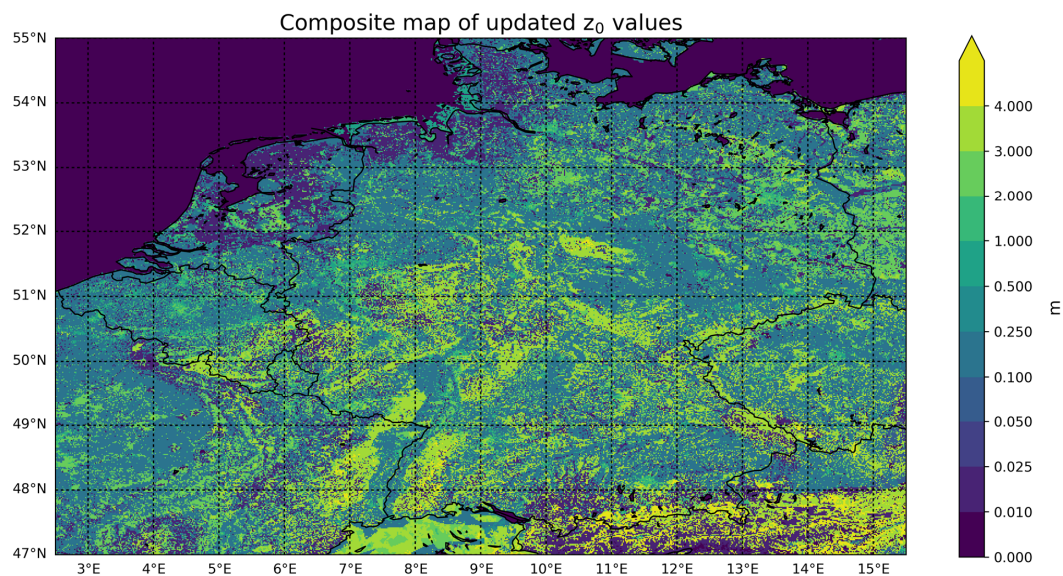 Composite map of updated z₀ values
55°N
54°N
53°N
52°N
51°N
50°N
49°N
48°N
47°N
3°E 4°E 5°E 6°E 7°E 8°E 9°E 10°E 11°E 12°E 13°E 14°E 15°E
4.000
3.000
2.000
1.000
0.500
0.250
0.100
0.050
0.025
0.010
0.000
m